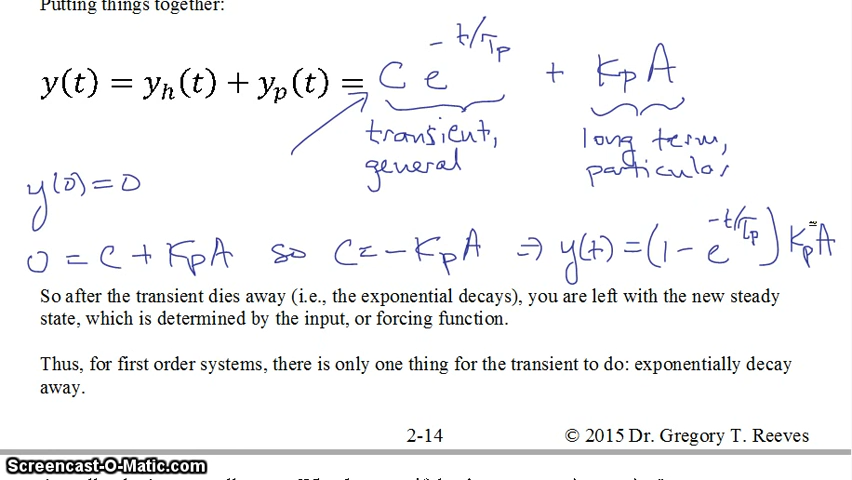 Putting things together:
y(t) = yₕ(t) + yₚ(t) = C e^(-t/τₚ) + KₚA
transient, general
long term, particular
y(0) = 0
0 = C + KₚA so C = -KₚA ⇒ y(t) = (1 - e^(-t/τₚ)) KₚA
So after the transient dies away (i.e., the exponential decays), you are left with the new steady
state, which is determined by the input, or forcing function.
Thus, for first order systems, there is only one thing for the transient to do: exponentially decay
away.
2-14 © 2015 Dr. Gregory T. Reeves
Screencast-O-Matic.com